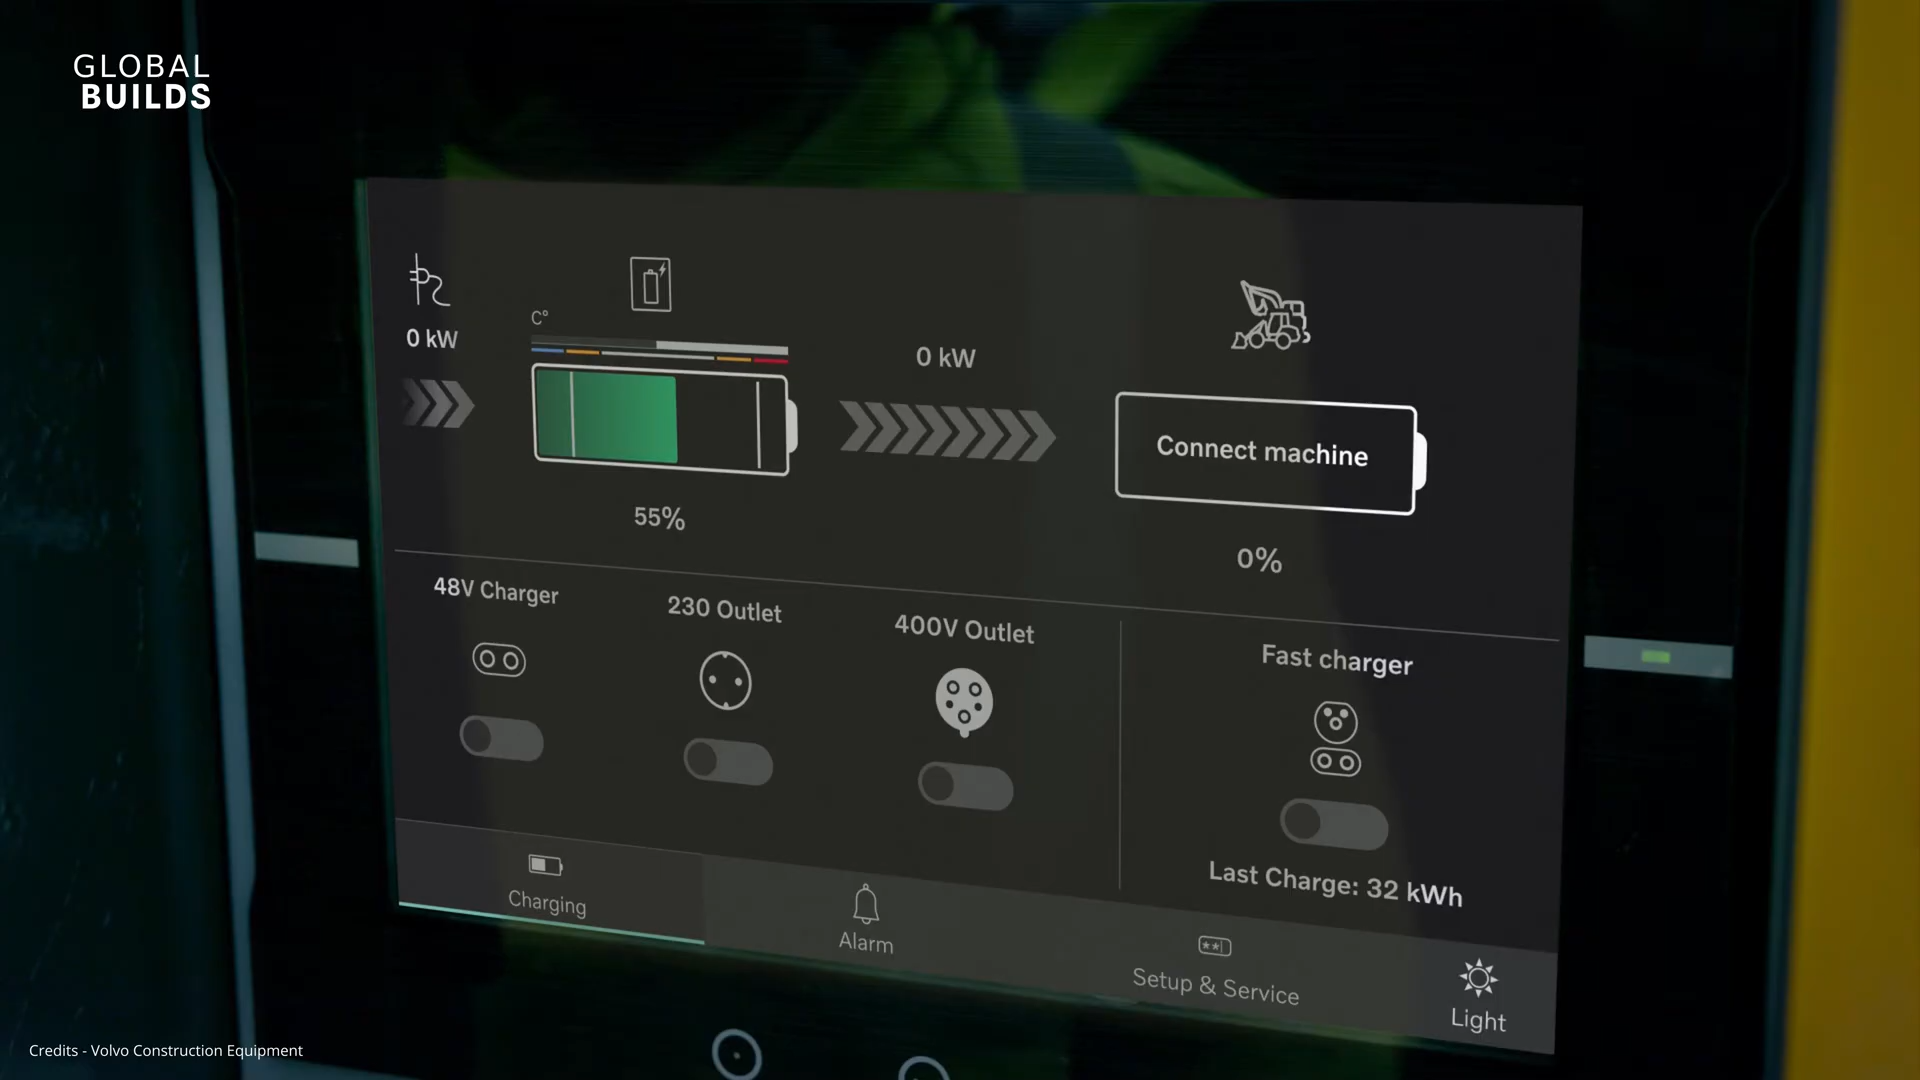 GLOBAL
BUILDS
0 kW
C°
0 kW
Connect machine
55%
0%
48V Charger
230 Outlet
400V Outlet
Fast charger
Last Charge: 32 kWh
Charging
Alarm
Setup & Service
Light
Credits - Volvo Construction Equipment